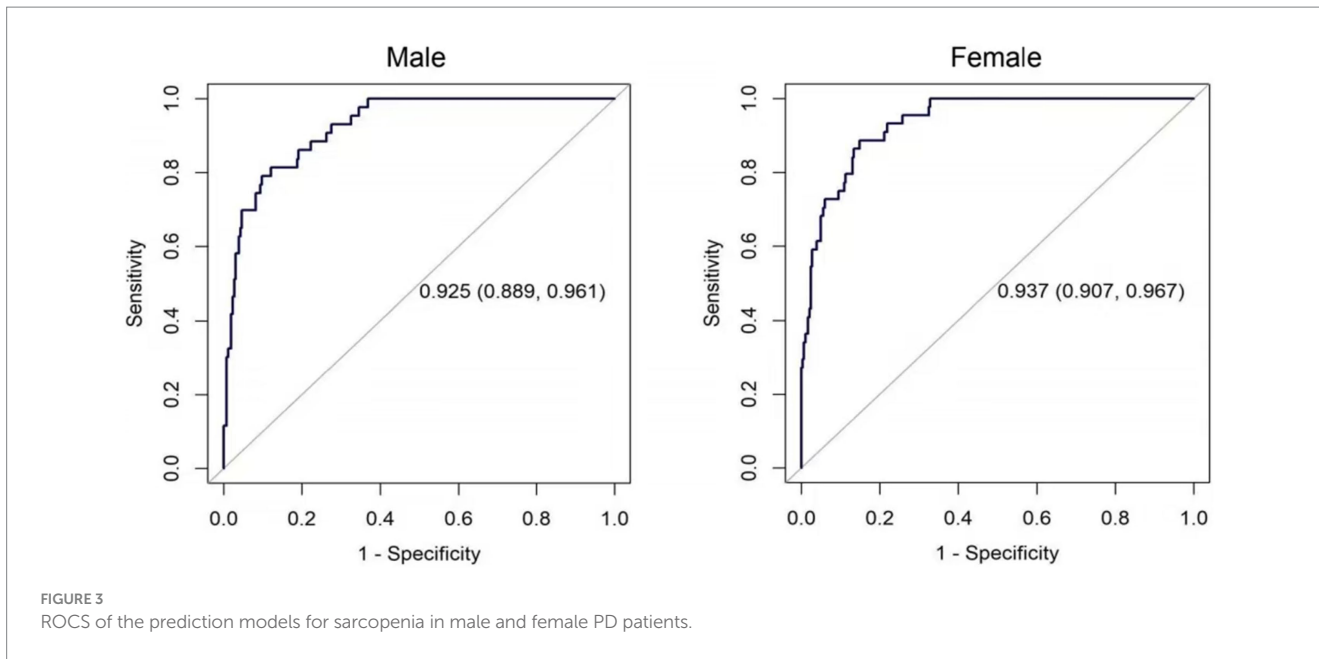 Male
1.0
0.8
0.6
0.4
0.2
0.0
Sensitivity
0.925 (0.889, 0.961)
0.0 0.2 0.4 0.6 0.8 1.0
1 - Specificity
Female
1.0
0.8
0.6
0.4
0.2
0.0
Sensitivity
0.937 (0.907, 0.967)
0.0 0.2 0.4 0.6 0.8 1.0
1 - Specificity
FIGURE 3
ROCS of the prediction models for sarcopenia in male and female PD patients.